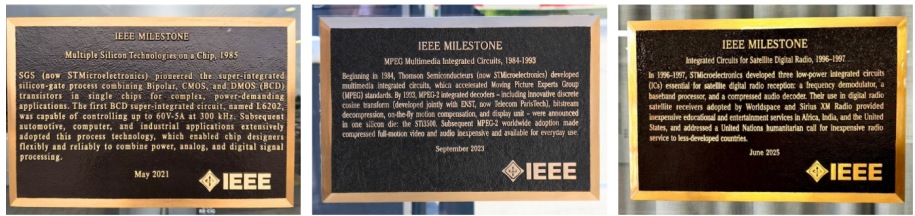 IEEE MILESTONE
Multiple Silicon Technologies on a Chip, 1985
SGS (now STMicroelectronics) pioneered the super-integrated
silicon-gate process combining Bipolar, CMOS, and DMOS (BCD)
transistors in single chips for complex, power-demanding
applications. The first BCD super-integrated circuit, named L6202,
was capable of controlling up to 60V-5A at 300 kHz. Subsequent
automotive, computer, and industrial applications extensively
adopted this process technology, which enabled chip designers
flexibly and reliably to combine power, analog, and digital signal
processing.
May 2021
IEEE
IEEE MILESTONE
MPEG Multimedia Integrated Circuits, 1984-1993
Beginning in 1984, Thomson Semiconducteurs (now STMicroelectronics) developed
multimedia integrated circuits, which accelerated Moving Picture Experts Group
(MPEG) standards. By 1993, MPEG-2 integrated decoders – including innovative discrete
cosine transform (developed jointly with ENST, now Telecom ParisTech), bitstream
decompression, on-the-fly motion compensation, and display unit – were announced
in one silicon die: the STi3500. Subsequent MPEG-2 worldwide adoption made
compressed full-motion video and audio inexpensive and available for everyday use.
September 2023
IEEE
IEEE MILESTONE
Integrated Circuits for Satellite Digital Radio, 1996-1997
In 1996-1997, STMicroelectronics developed three low-power integrated circuits
(ICs) essential for satellite digital radio reception: a frequency demodulator, a
baseband processor, and a compressed audio decoder. Their use in digital radio
satellite receivers adopted by Worldspace and Sirius XM Radio provided
inexpensive educational and entertainment services in Africa, India, and the United
States, and addressed a United Nations humanitarian call for inexpensive radio
service to less-developed countries.
June 2025
IEEE